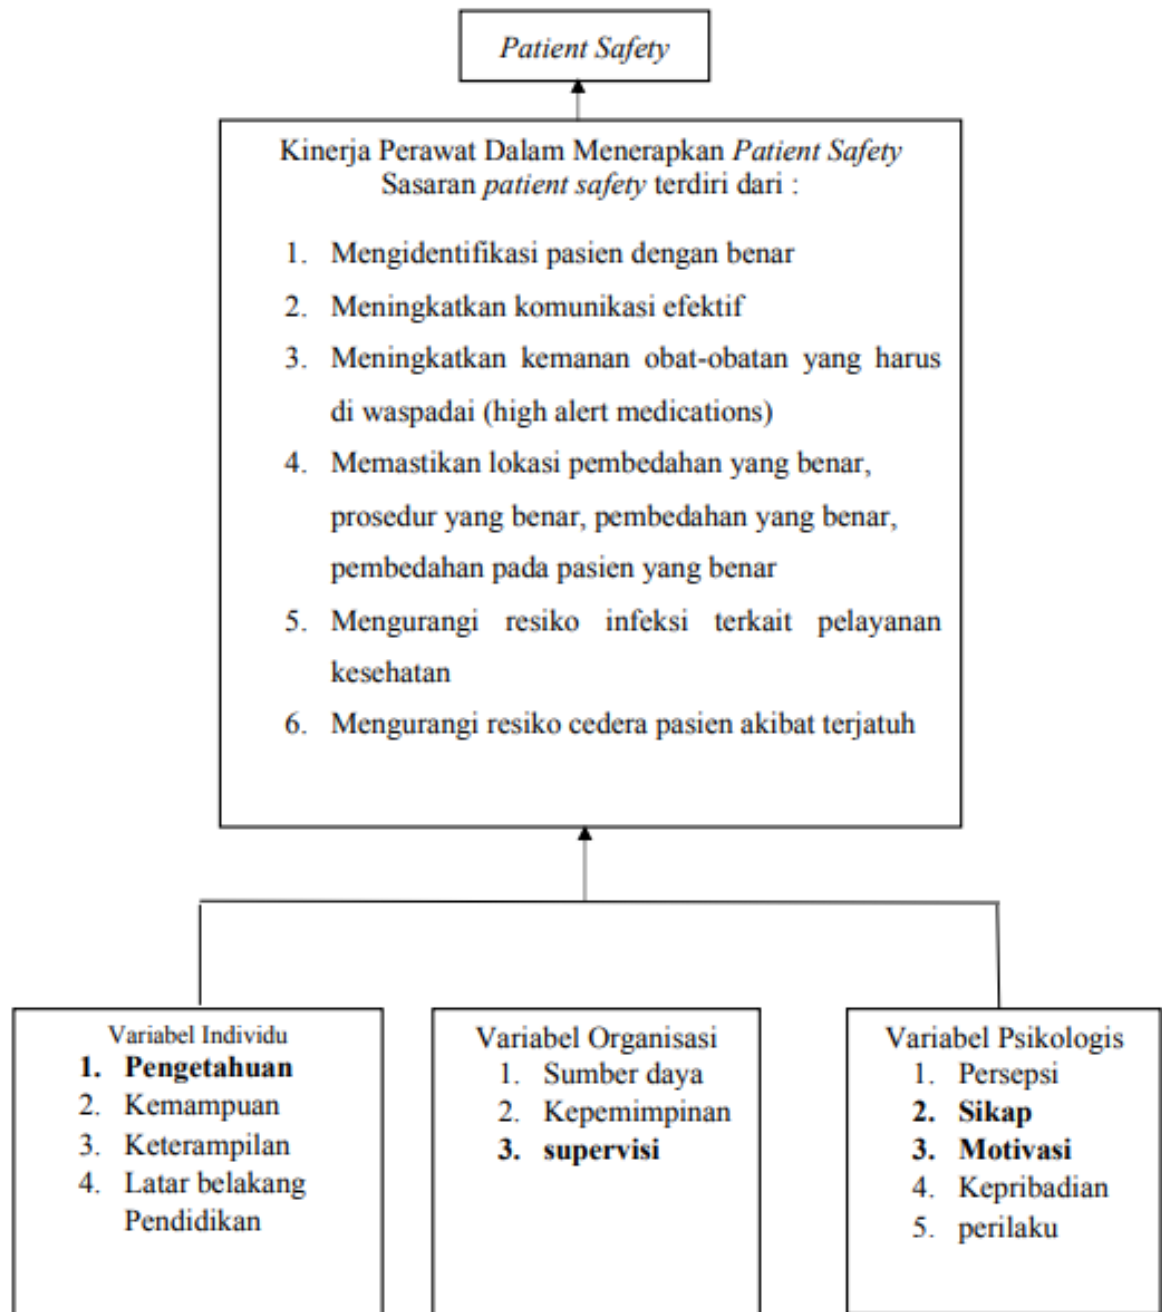 Patient Safety
Kinerja Perawat Dalam Menerapkan Patient Safety
Sasaran patient safety terdiri dari :
1. Mengidentifikasi pasien dengan benar
2. Meningkatkan komunikasi efektif
3. Meningkatkan kemanan obat-obatan yang harus
di waspadai (high alert medications)
4. Memastikan lokasi pembedahan yang benar,
prosedur yang benar, pembedahan yang benar,
pembedahan pada pasien yang benar
5. Mengurangi resiko infeksi terkait pelayanan
kesehatan
6. Mengurangi resiko cedera pasien akibat terjatuh
Variabel Individu
1. Pengetahuan
2. Kemampuan
3. Keterampilan
4. Latar belakang
Pendidikan
Variabel Organisasi
1. Sumber daya
2. Kepemimpinan
3. supervisi
Variabel Psikologis
1. Persepsi
2. Sikap
3. Motivasi
4. Kepribadian
5. perilaku